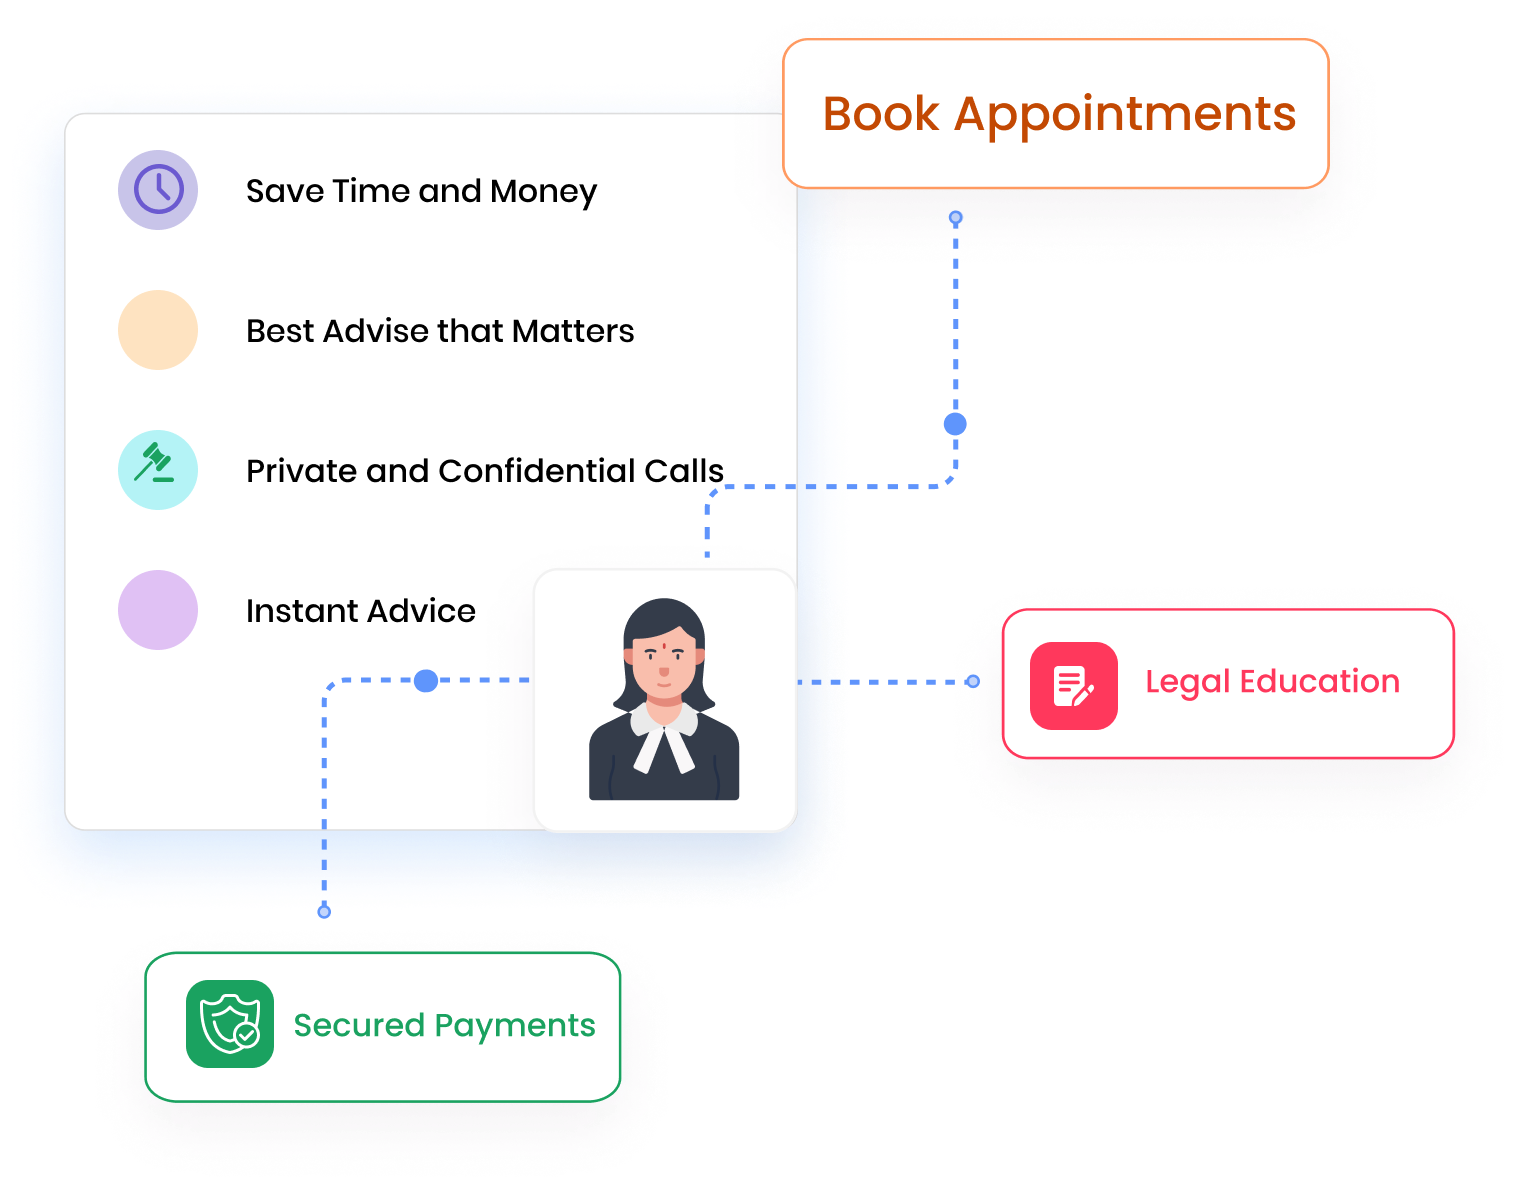 Book Appointments
Save Time and Money
Best Advise that Matters
Private and Confidential Calls
Instant Advice
Legal Education
Secured Payments